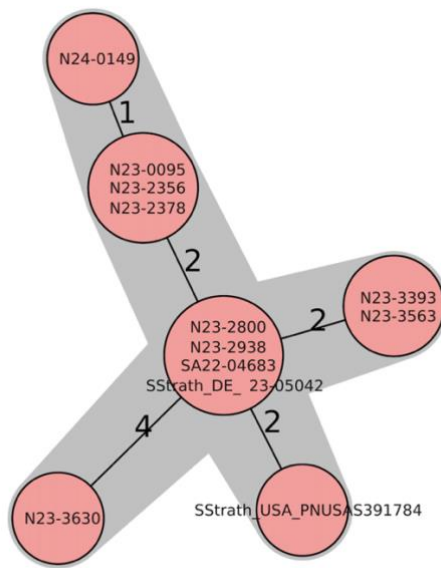 N24-0149
1
N23-0095
N23-2356
N23-2378
2
N23-3393
N23-3563
2
N23-2800
N23-2938
SA22-04683
SStrath_DE_ 23-05042
4
2
SStrath_USA_PNUSAS391784
N23-3630